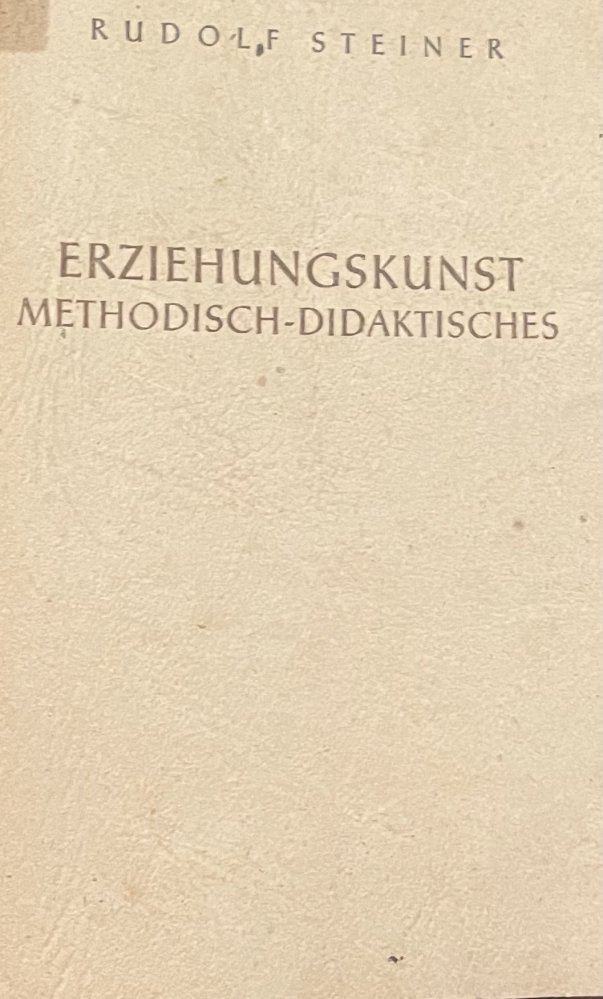 RUDOLF STEINER
ERZIEHUNGSKUNST
METHODISCH-DIDAKTISCHES